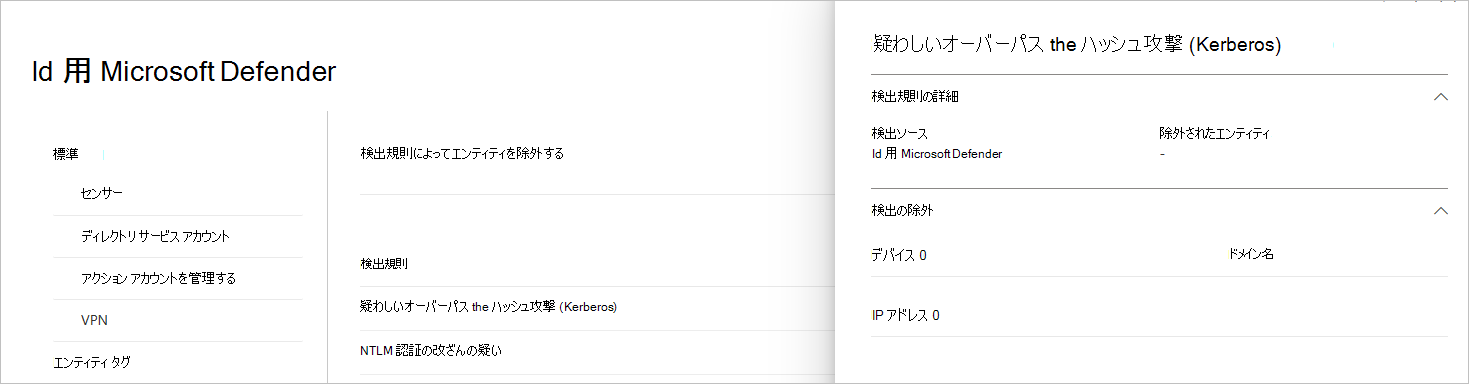 Id 用 Microsoft Defender
標準
センサー
ディレクトリ サービス アカウント
アクション アカウントを管理する
VPN
エンティティ タグ
検出規則によってエンティティを除外する
検出規則
疑わしいオーバーパス the ハッシュ攻撃 (Kerberos)
NTLM 認証の改ざんの疑い
疑わしいオーバーパス the ハッシュ攻撃 (Kerberos)
検出規則の詳細
検出ソース
除外されたエンティティ
Id 用 Microsoft Defender
-
検出の除外
デバイス 0
ドメイン名
IP アドレス 0